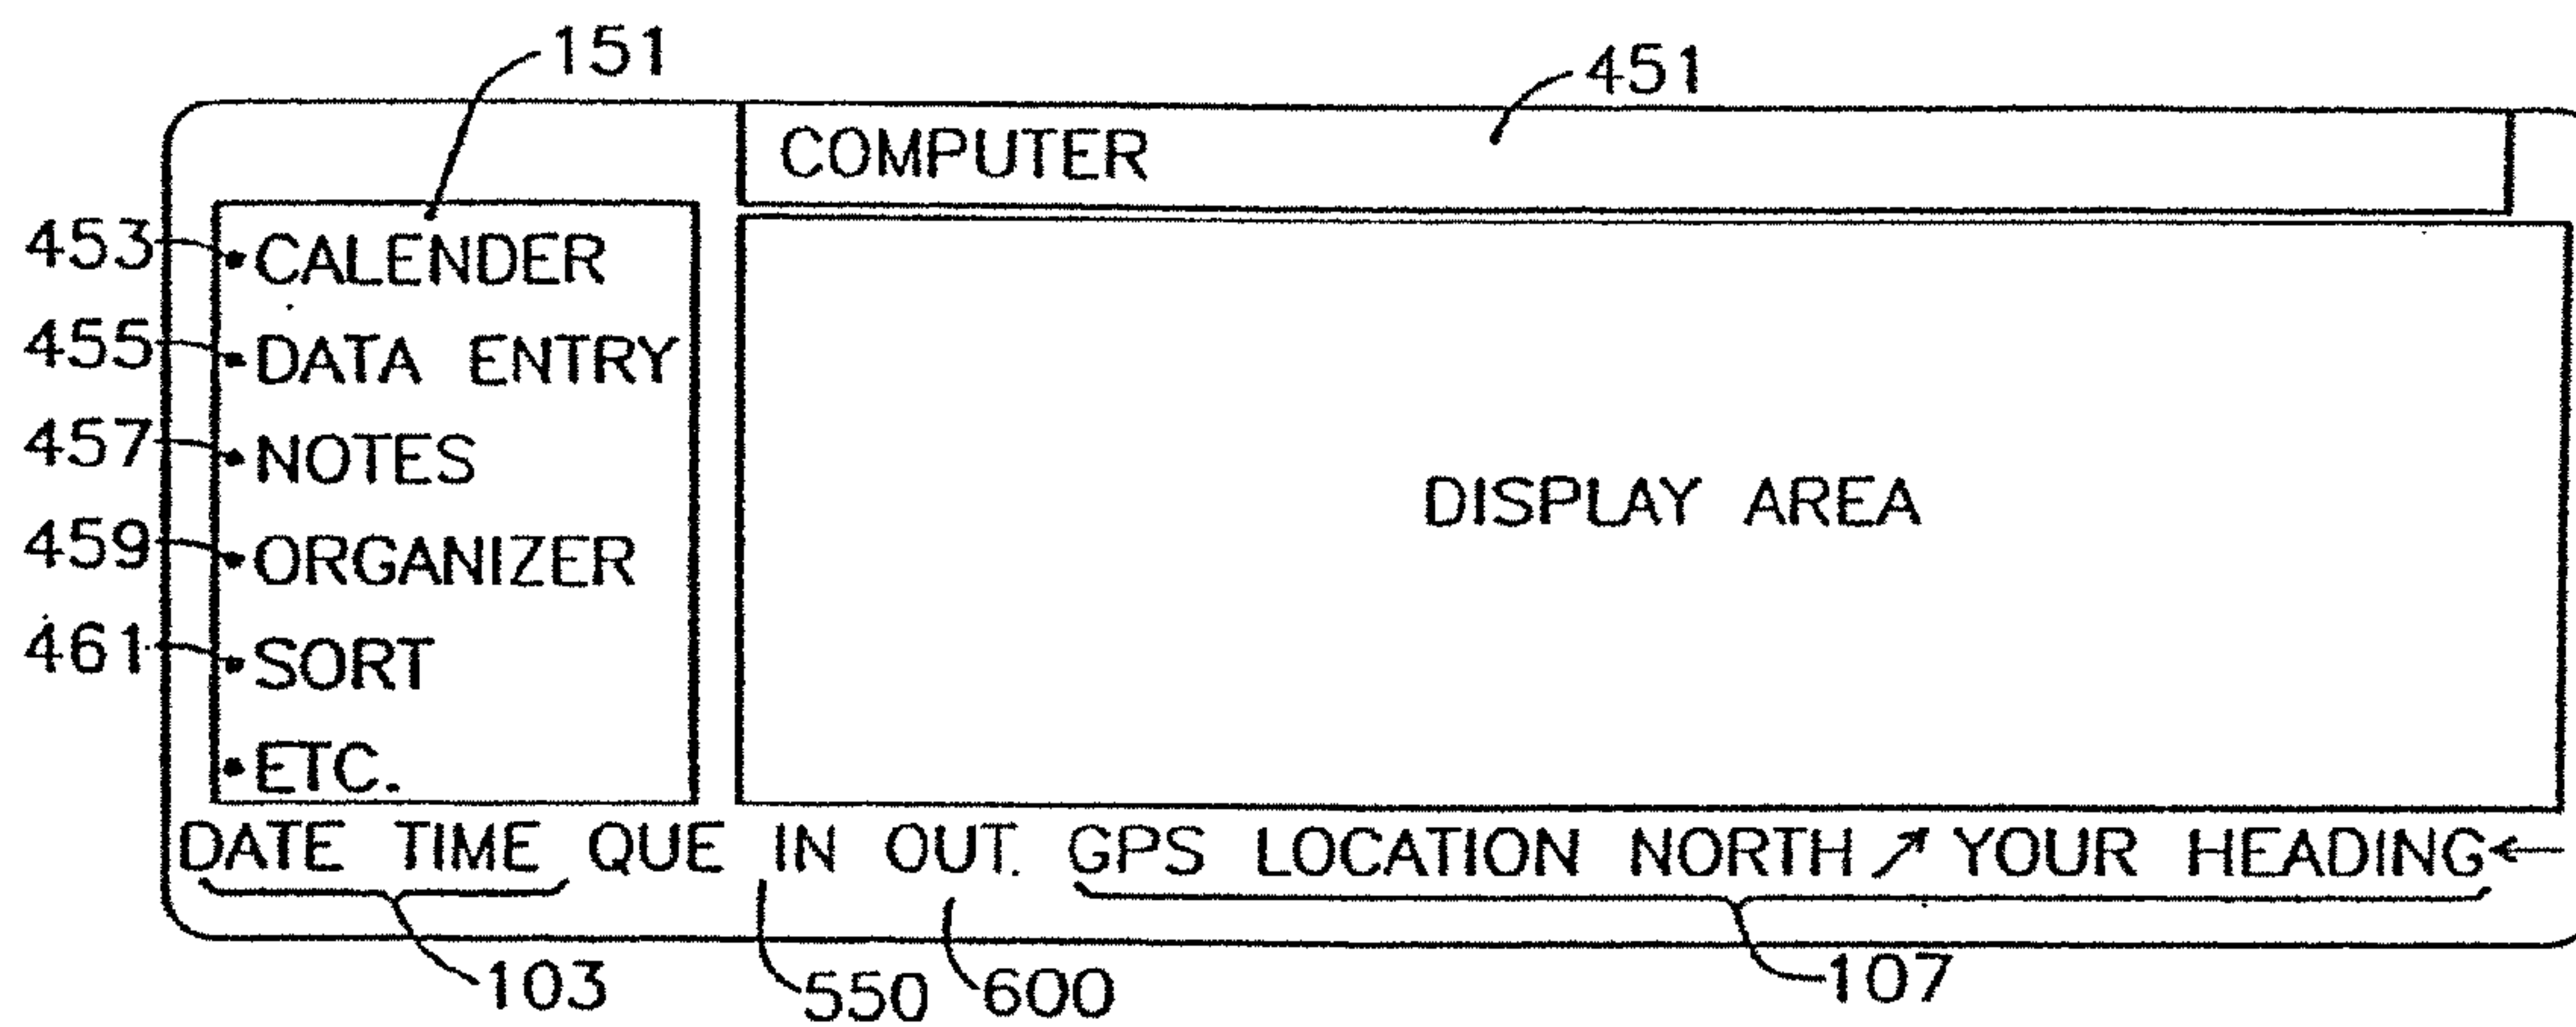 151
451
COMPUTER
453 •CALENDER
455 •DATA ENTRY
457 •NOTES
DISPLAY AREA
459 •ORGANIZER
461 •SORT
•ETC.
DATE TIME QUE IN OUT. GPS LOCATION NORTH ↗ YOUR HEADING ←
103 550 600 107